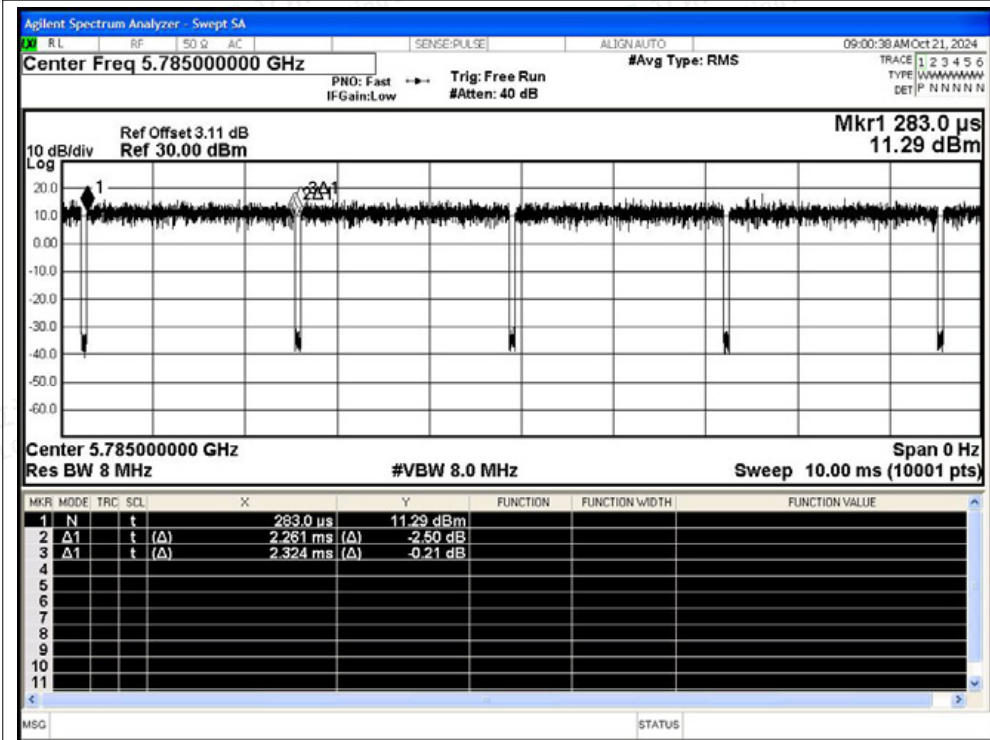 Agilent Spectrum Analyzer - Swept SA
LXI RL RF 50 Ω AC SENSE:PULSE ALIGN AUTO 09:00:38 AM Oct 21, 2024
Center Freq 5.785000000 GHz #Avg Type: RMS TRACE 1 2 3 4 5 6
PNO: Fast Trig: Free Run TYPE WWWWWW
IFGain:Low #Atten: 40 dB DET P N N N N N
Mkr1 283.0 µs
Ref Offset 3.11 dB
10 dB/div Ref 30.00 dBm 11.29 dBm
Log
20.0
1
3Δ1
2Δ1
10.0
0.00
-10.0
-20.0
-30.0
-40.0
-50.0
-60.0
Center 5.785000000 GHz Span 0 Hz
Res BW 8 MHz #VBW 8.0 MHz Sweep 10.00 ms (10001 pts)
MKR MODE TRC SCL X Y FUNCTION FUNCTION WIDTH FUNCTION VALUE
1 N t 283.0 µs 11.29 dBm
2 Δ1 t (Δ) 2.261 ms (Δ) -2.50 dB
3 Δ1 t (Δ) 2.324 ms (Δ) -0.21 dB
4
5
6
7
8
9
10
11
MSG STATUS